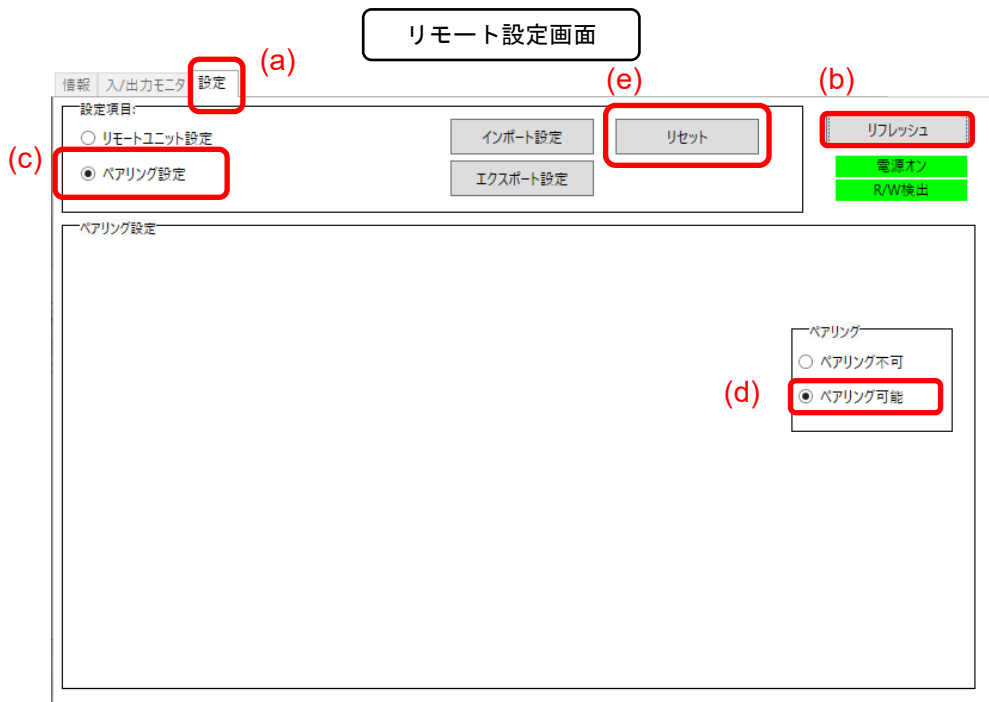 リモート設定画面
(a)
(e)
(b)
情報 入/出力モニタ 設定
設定項目:
リモートユニット設定
インポート設定
リセット
リフレッシュ
(c)
ペアリング設定
エクスポート設定
電源オン
R/W検出
ペアリング設定
ペアリング
ペアリング不可
(d)
ペアリング可能